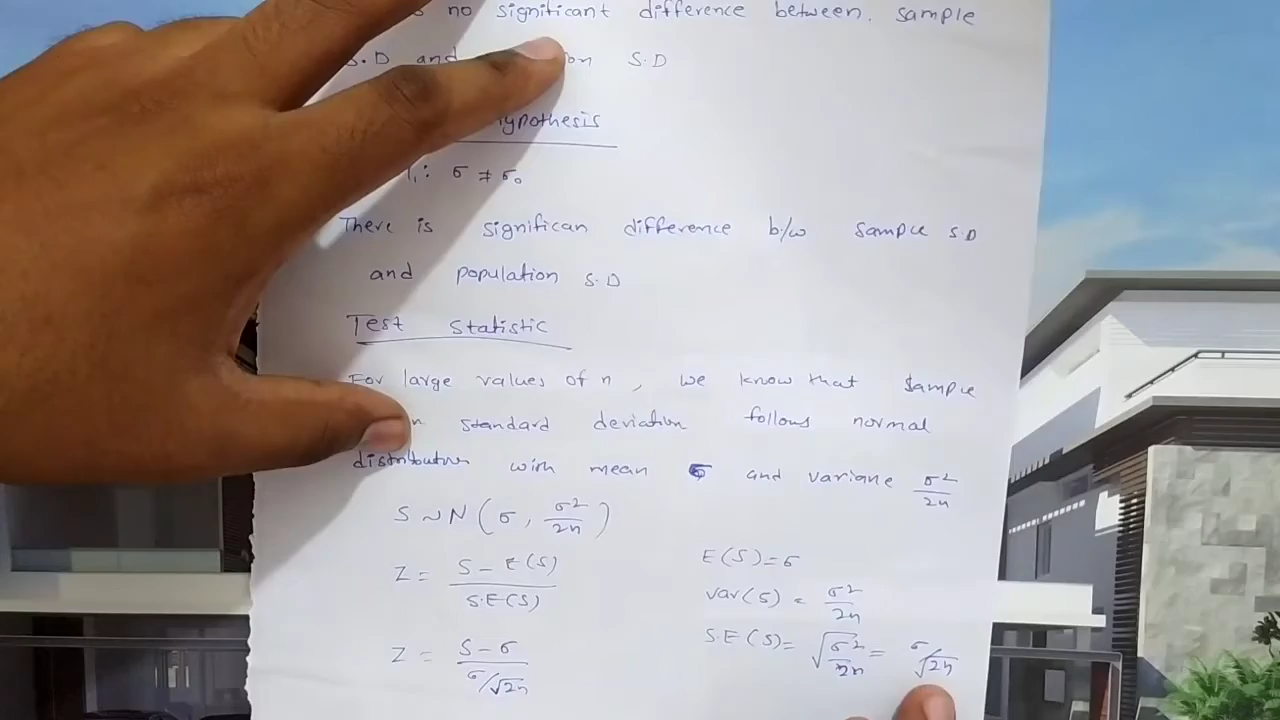 no significant difference between. sample
S.D and S.D
hypothesis
: σ ≠ σ₀
There is significan difference b/w sample S.D
and population S.D
Test Statistic
For large values of n, we know that sample
standard deviation follows normal
distribution with mean σ and variane σ²/2n
S ~ N(σ, σ²/2n)
Z = S - E(S) / S.E(S)
E(S) = σ
var(S) = σ²/2n
S.E(S) = √σ²/2n = σ/√2n
Z = S - σ / σ/√2n